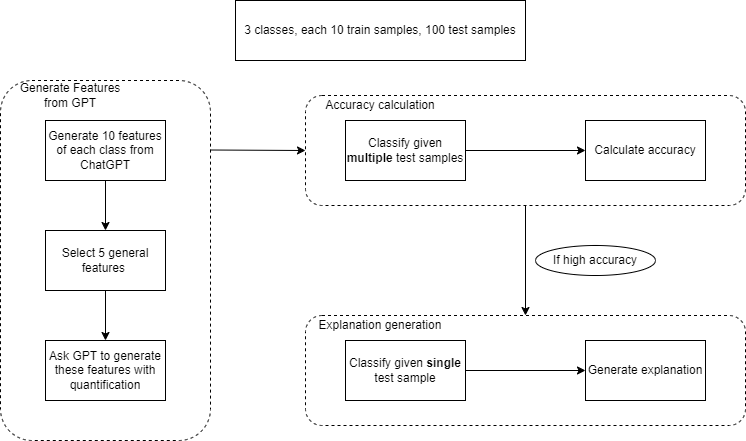 3 classes, each 10 train samples, 100 test samples
Generate Features
from GPT
Generate 10 features
of each class from
ChatGPT
Select 5 general
features
Ask GPT to generate
these features with
quantification
Accuracy calculation
Classify given
multiple test samples
Calculate accuracy
If high accuracy
Explanation generation
Classify given single
test sample
Generate explanation